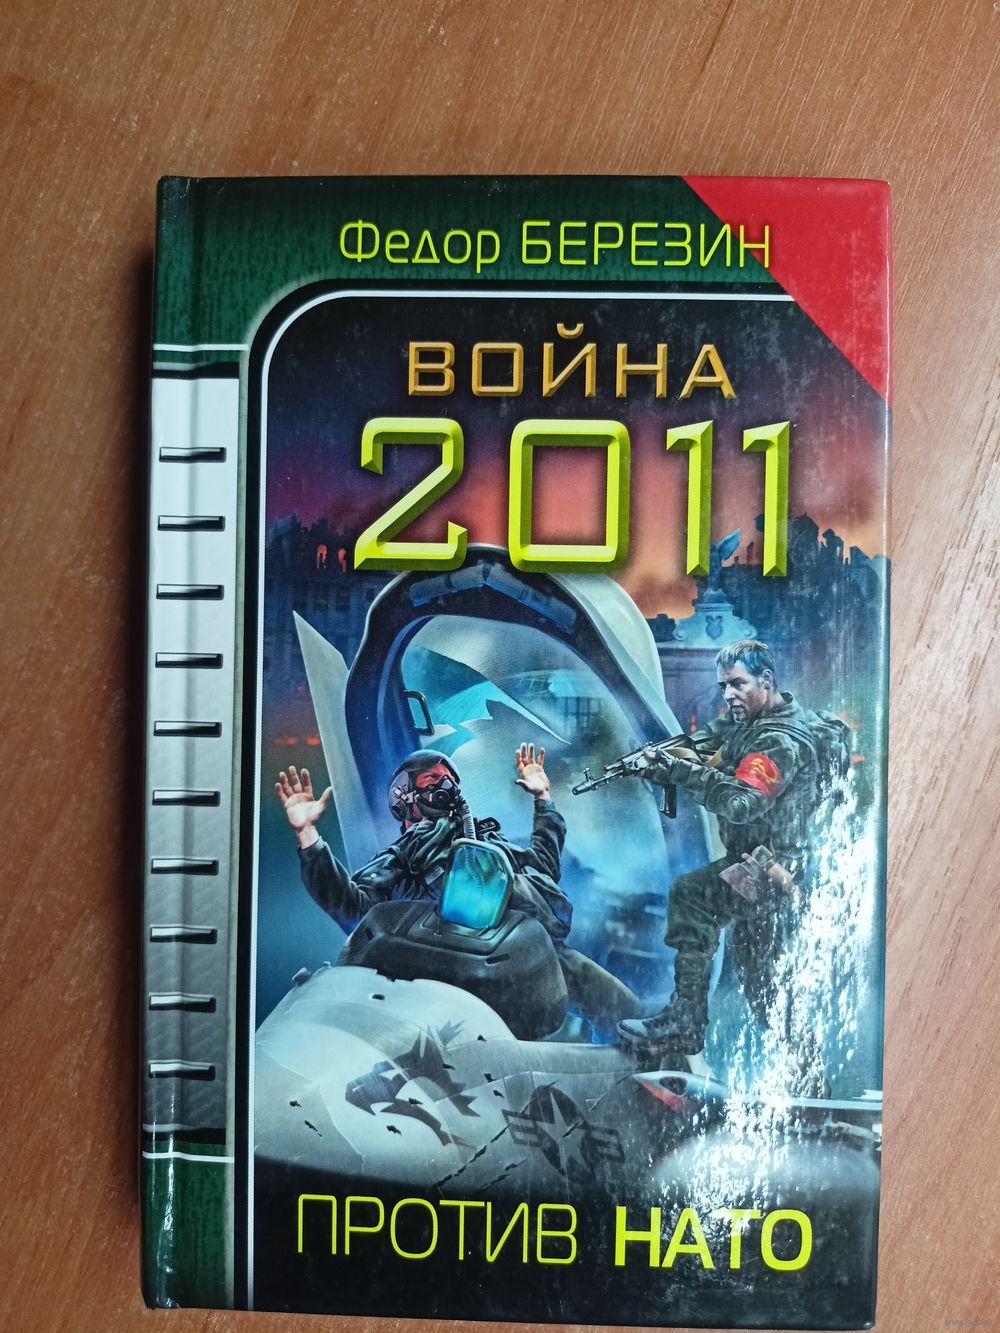 Федор БЕРЕЗИН
ВОЙНА
2011
ПРОТИВ НАТО